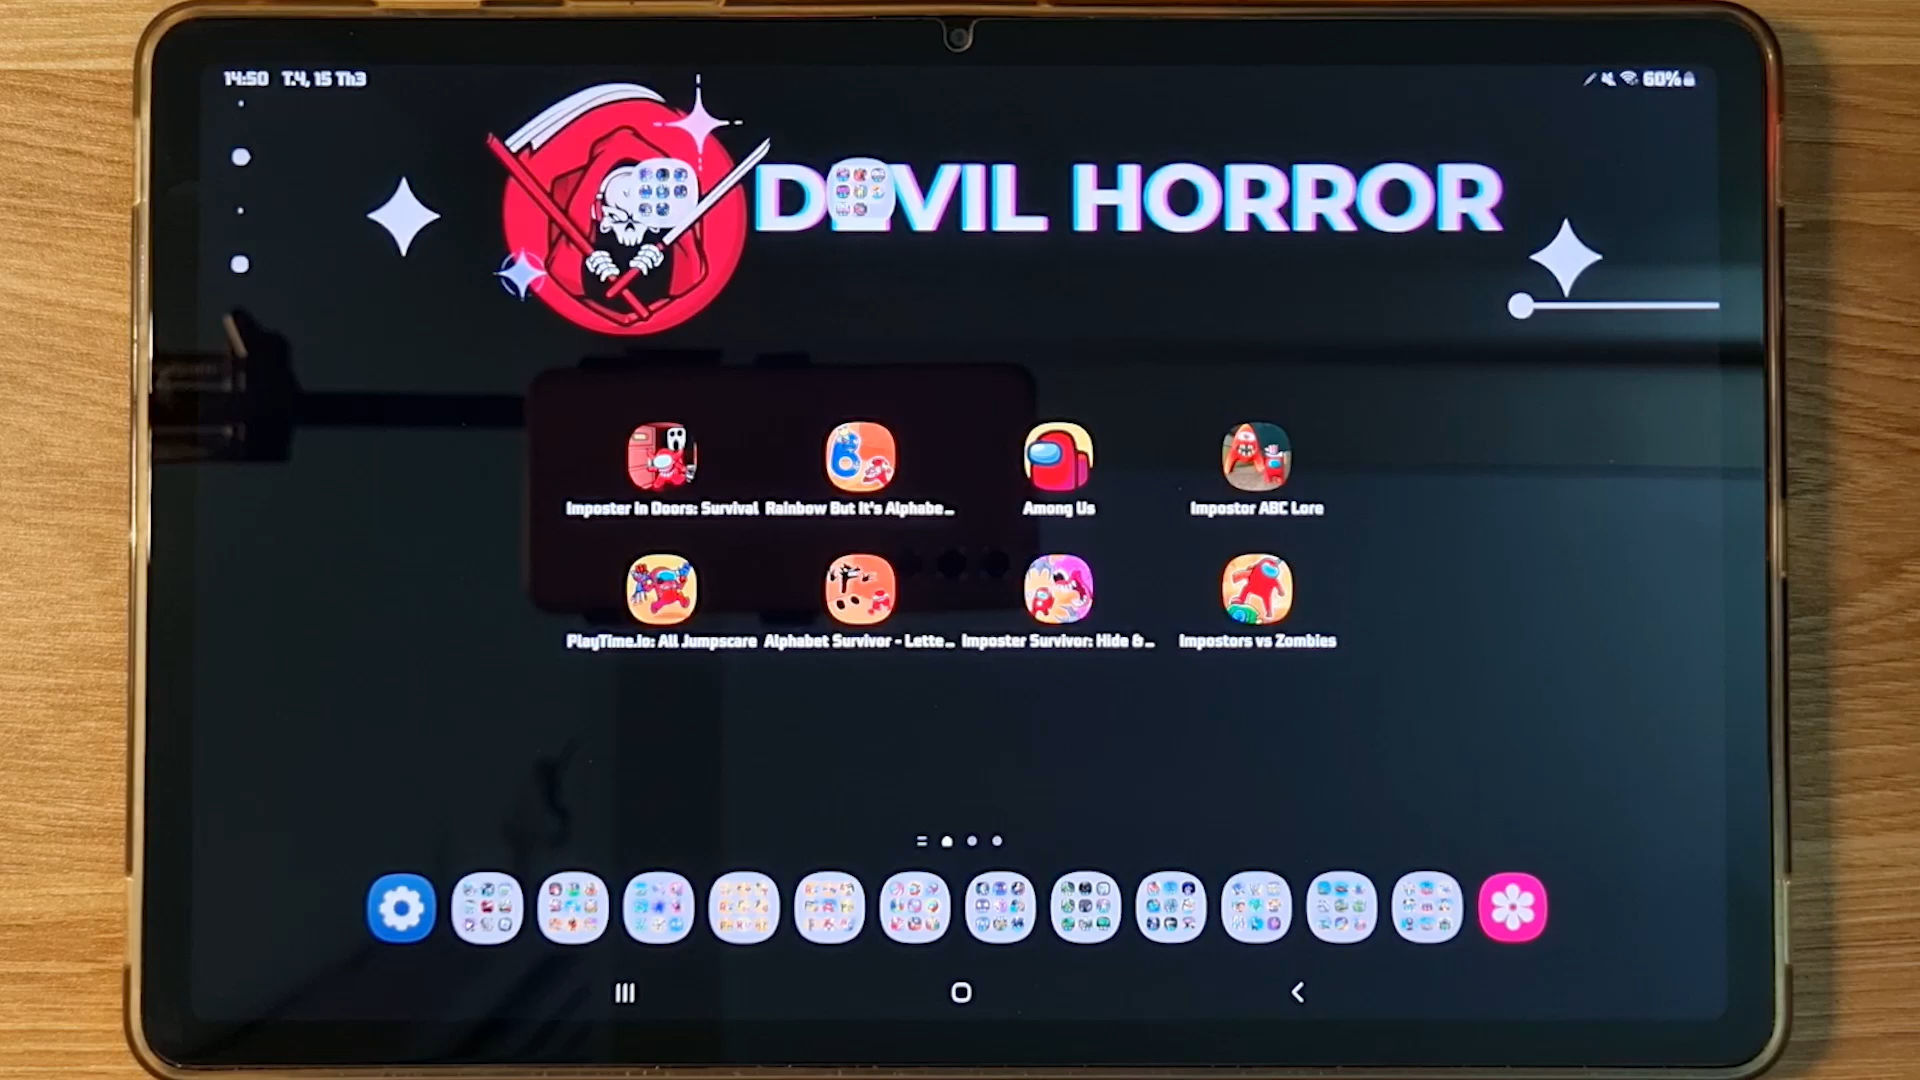 14:50 T.4, 15 Th3
60%
D VIL HORROR
Imposter In Doors: Survival
Rainbow But It's Alphabe...
Among Us
Impostor ABC Lore
PlayTime.io: All Jumpscare
Alphabet Survivor - Lette...
Imposter Survivor: Hide &...
Impostors vs Zombies